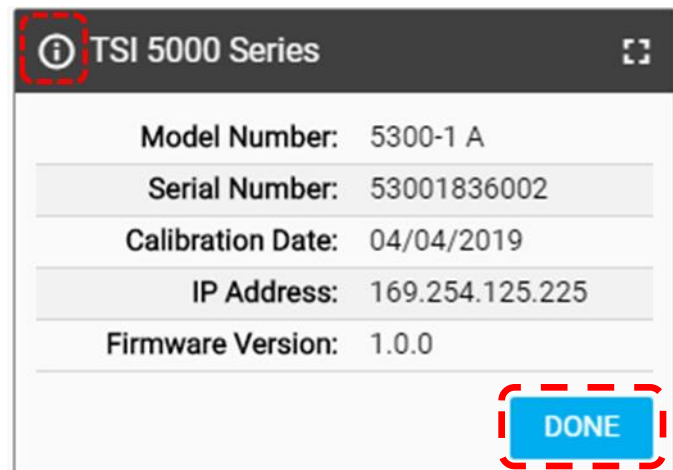 TSI 5000 Series
Model Number: 5300-1 A
Serial Number: 53001836002
Calibration Date: 04/04/2019
IP Address: 169.254.125.225
Firmware Version: 1.0.0
DONE